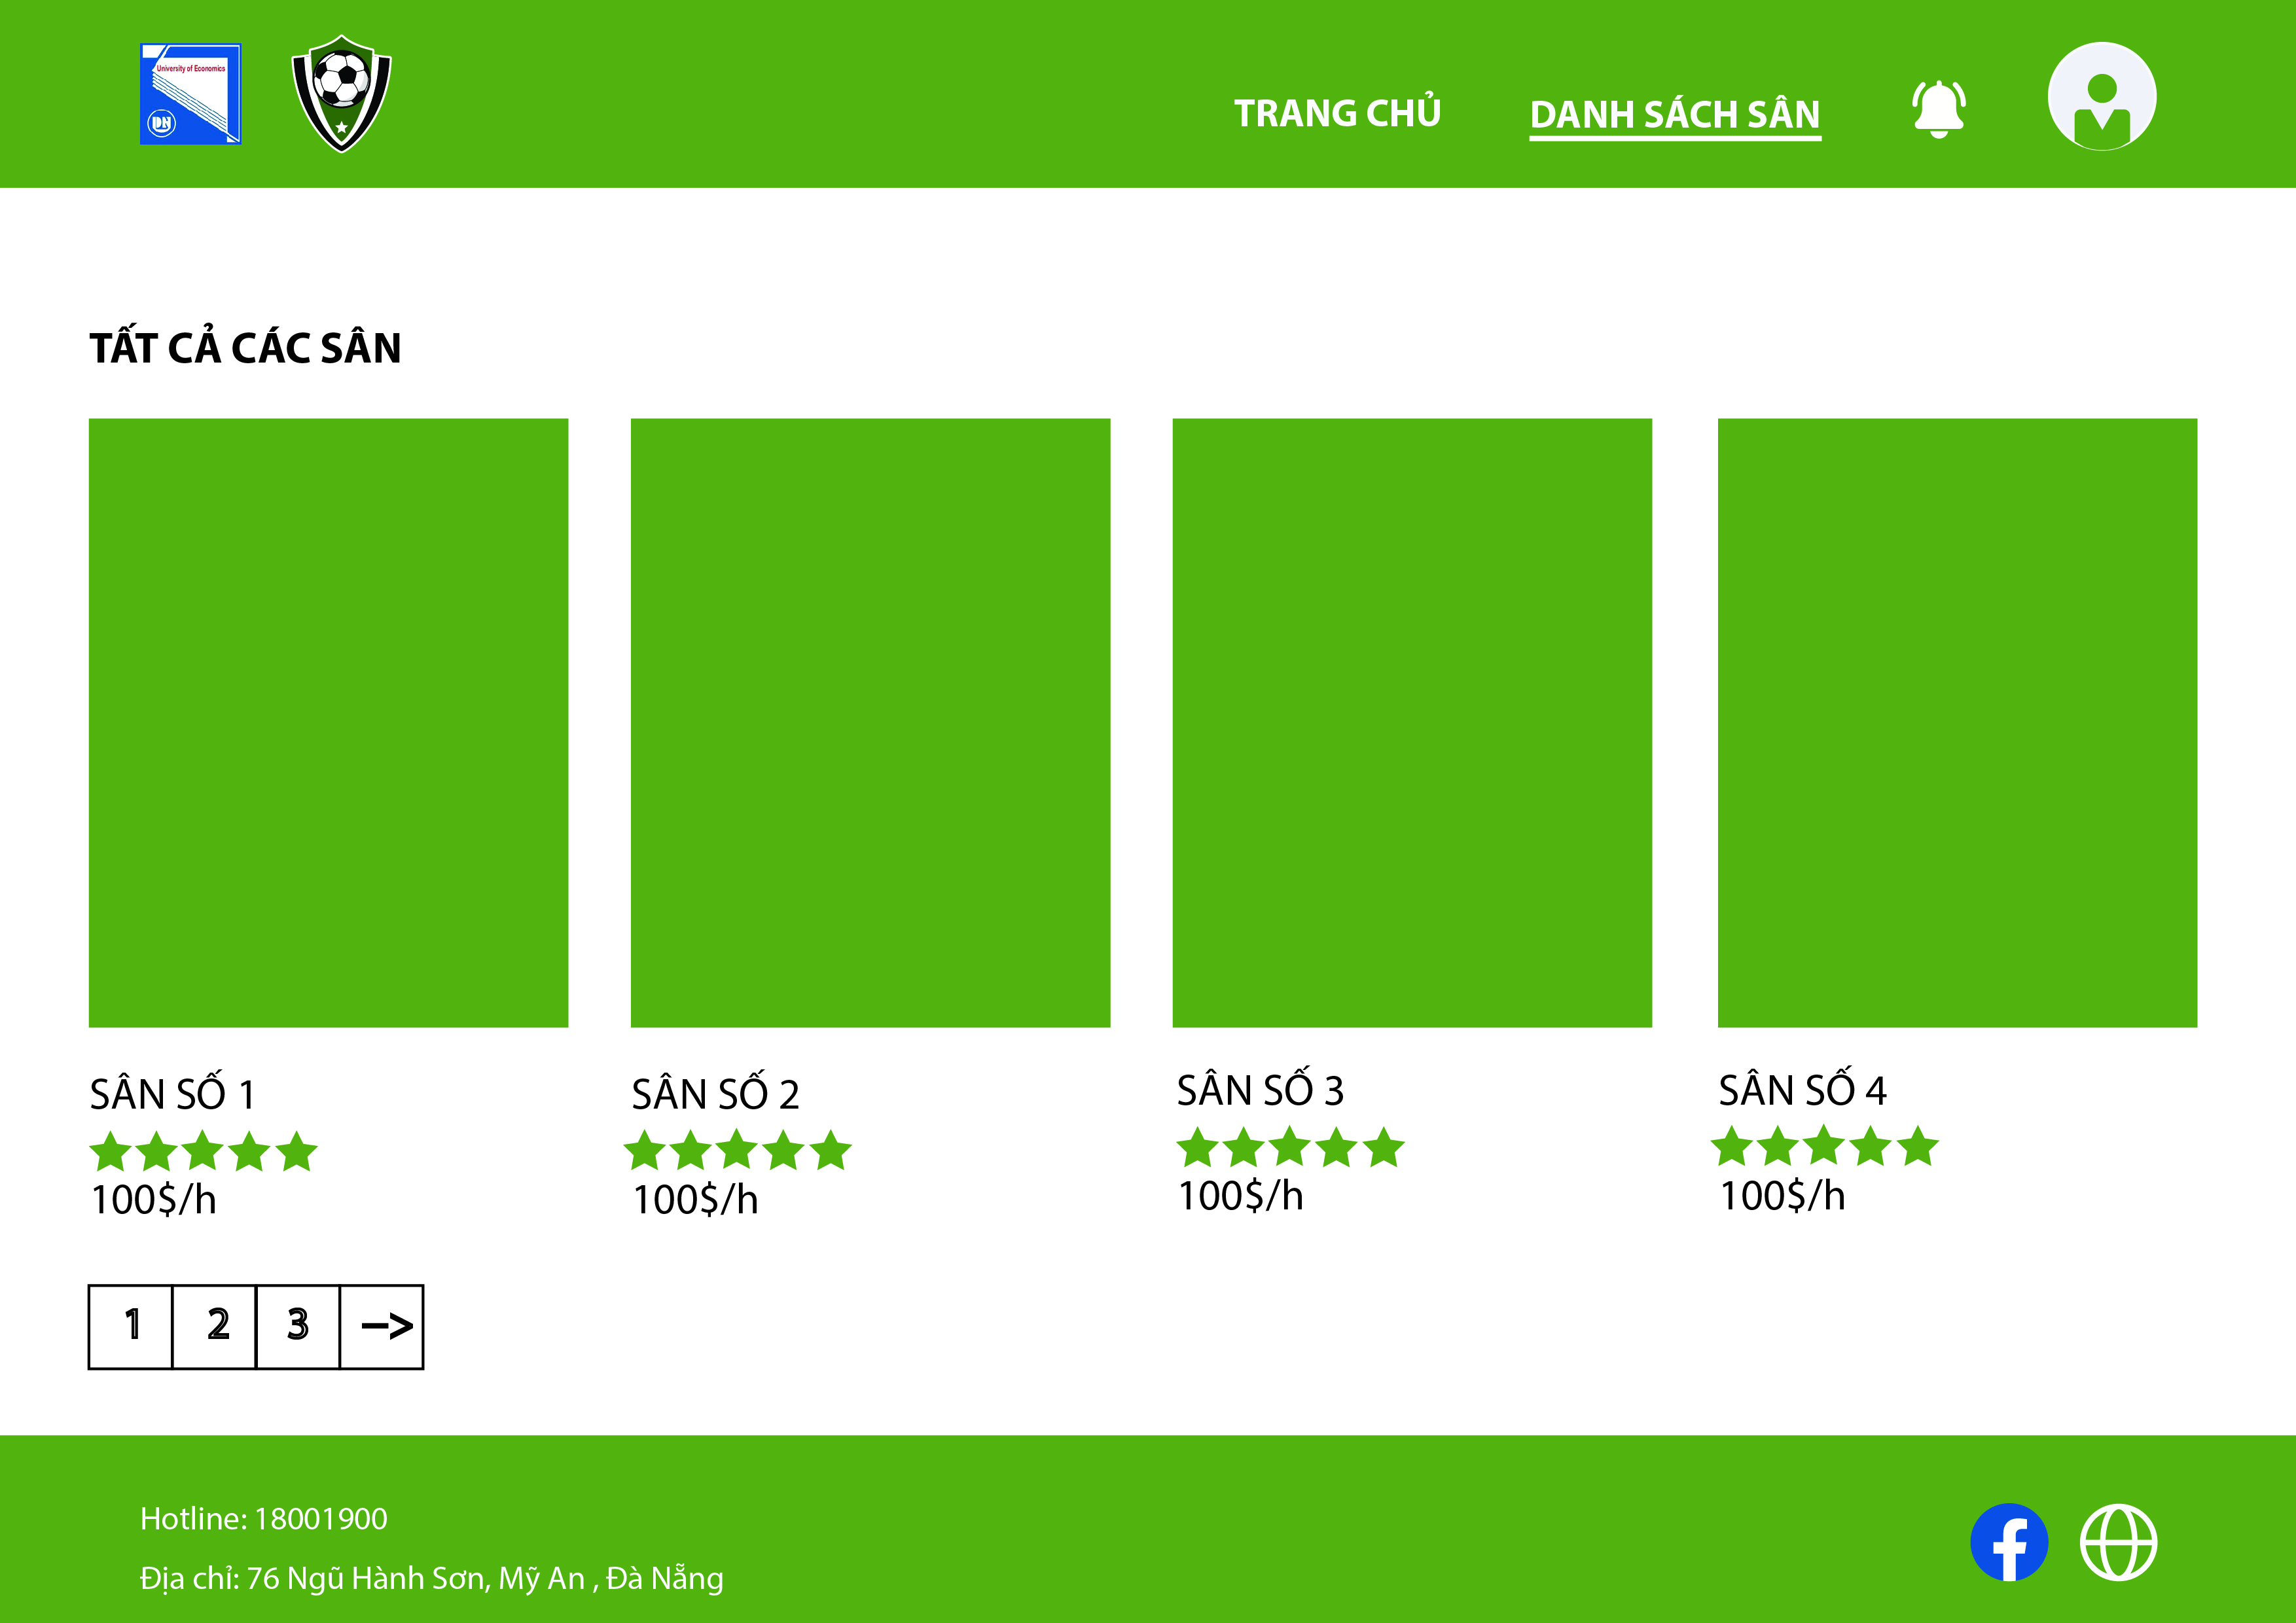 University of Economics
DN
TRANG CHỦ
DANH SÁCH SÂN
TẤT CẢ CÁC SÂN
SÂN SỐ 1
100$/h
SÂN SỐ 2
100$/h
SÂN SỐ 3
100$/h
SÂN SỐ 4
100$/h
1 2 3 –>
Hotline: 18001900
Địa chỉ: 76 Ngũ Hành Sơn, Mỹ An , Đà Nẵng